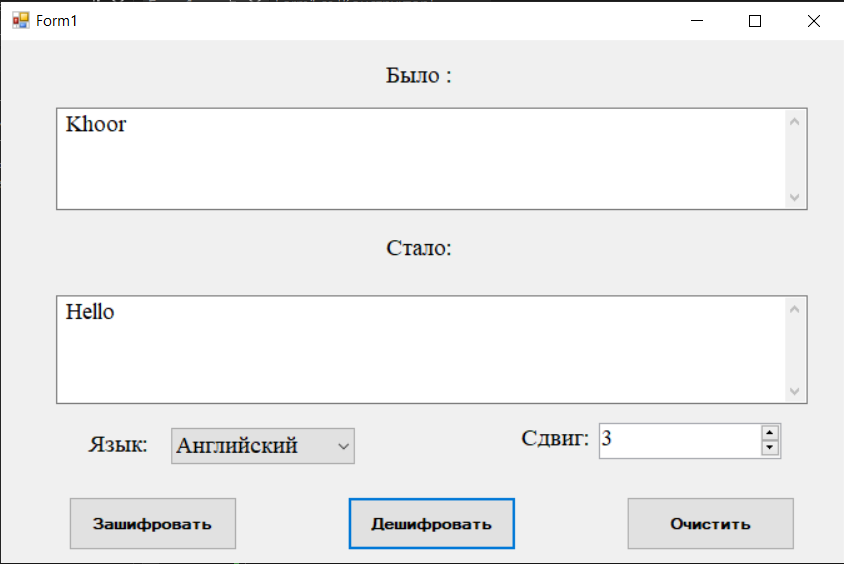 Form1
Было :
Khoor
Стало:
Hello
Язык: Английский Сдвиг: 3
Зашифровать Дешифровать Очистить